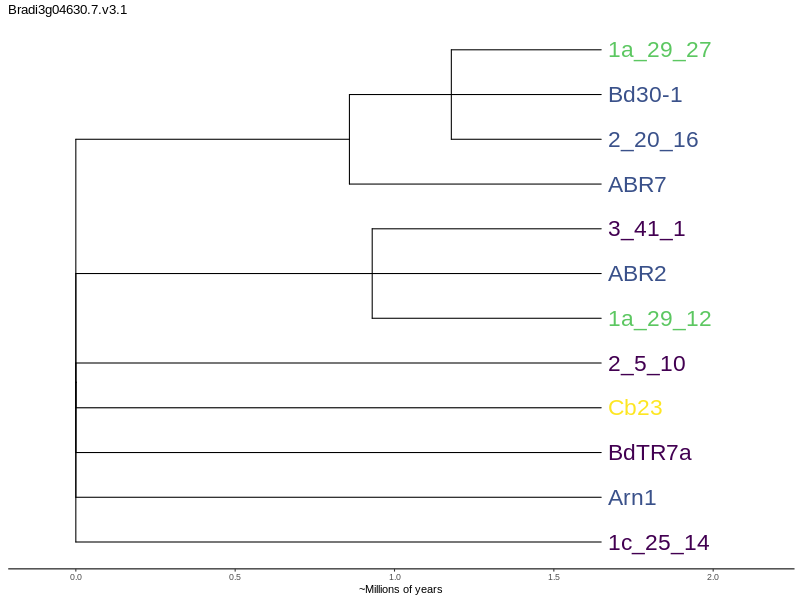 Bradi3g04630.7.v3.1
1a_29_27
Bd30-1
2_20_16
ABR7
3_41_1
ABR2
1a_29_12
2_5_10
Cb23
BdTR7a
Arn1
1c_25_14
0.0 0.5 1.0 1.5 2.0
~Millions of years